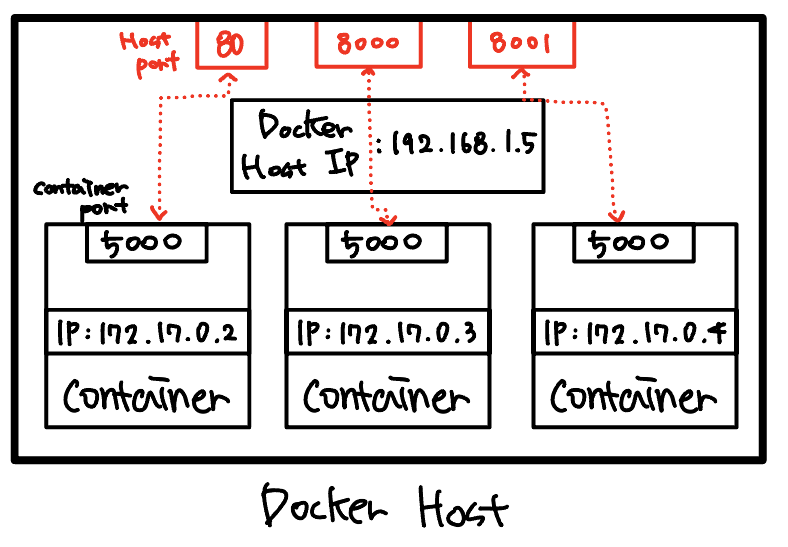 Host
port
80
8000
8001
Docker
Host IP
: 192.168.1.5
container
port
5000
5000
5000
IP: 172.17.0.2
IP: 172.17.0.3
IP: 172.17.0.4
Container
Container
Container
Docker Host